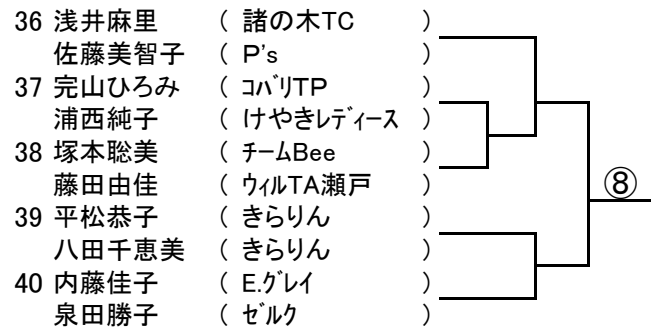 36 浅井麻里 ( 諸の木TC )
佐藤美智子 ( P's )
37 完山ひろみ ( コバリTP )
浦西純子 ( けやきレディース )
38 塚本聡美 ( チームBee )
藤田由佳 ( ウィルTA瀬戸 )
⑧
39 平松恭子 ( きらりん )
八田千恵美 ( きらりん )
40 内藤佳子 ( E.グレイ )
泉田勝子 ( ゼルク )